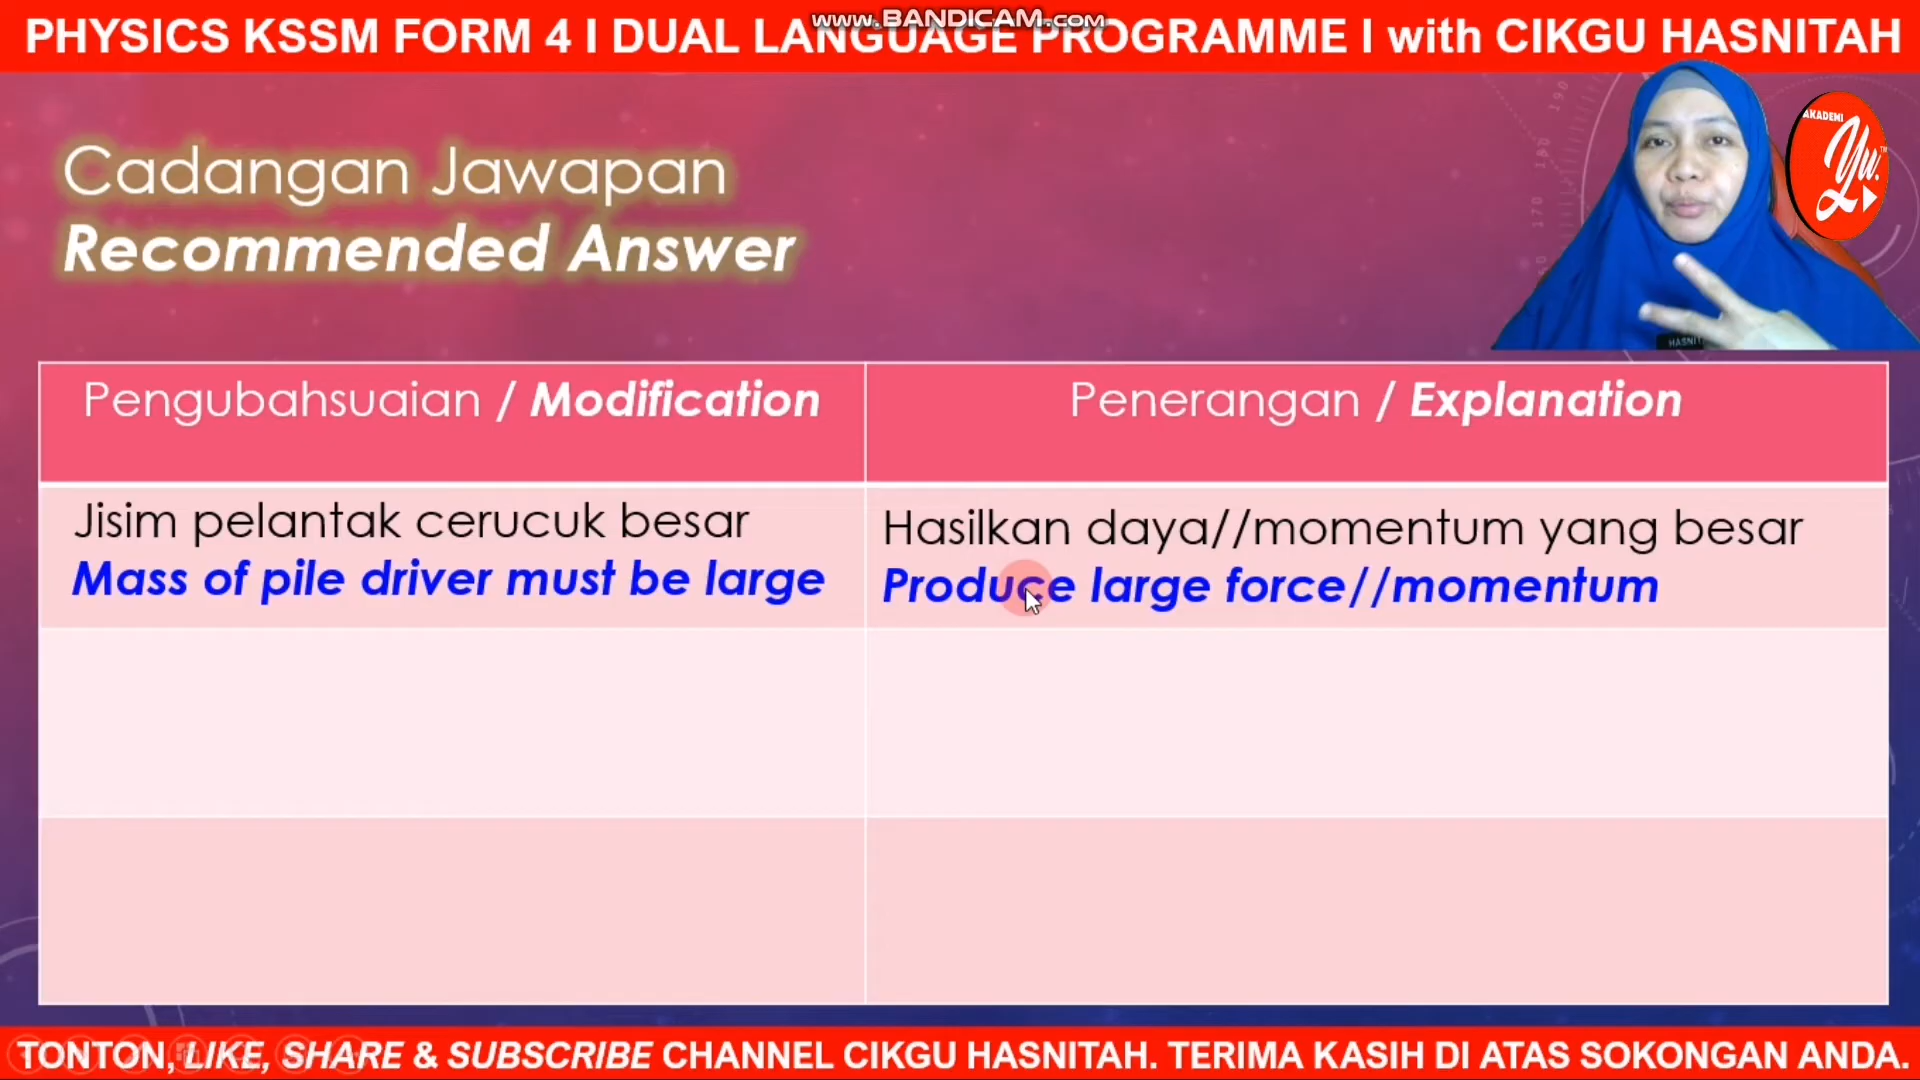 www.BANDICAM.com
PHYSICS KSSM FORM 4 I DUAL LANGUAGE PROGRAMME I with CIKGU HASNITAH
AKADEMI
Yu.
Cadangan Jawapan
Recommended Answer
HASNIT
Pengubahsuaian / Modification
Penerangan / Explanation
Jisim pelantak cerucuk besar
Mass of pile driver must be large
Hasilkan daya//momentum yang besar
Produce large force//momentum
TONTON, LIKE, SHARE & SUBSCRIBE CHANNEL CIKGU HASNITAH. TERIMA KASIH DI ATAS SOKONGAN ANDA.